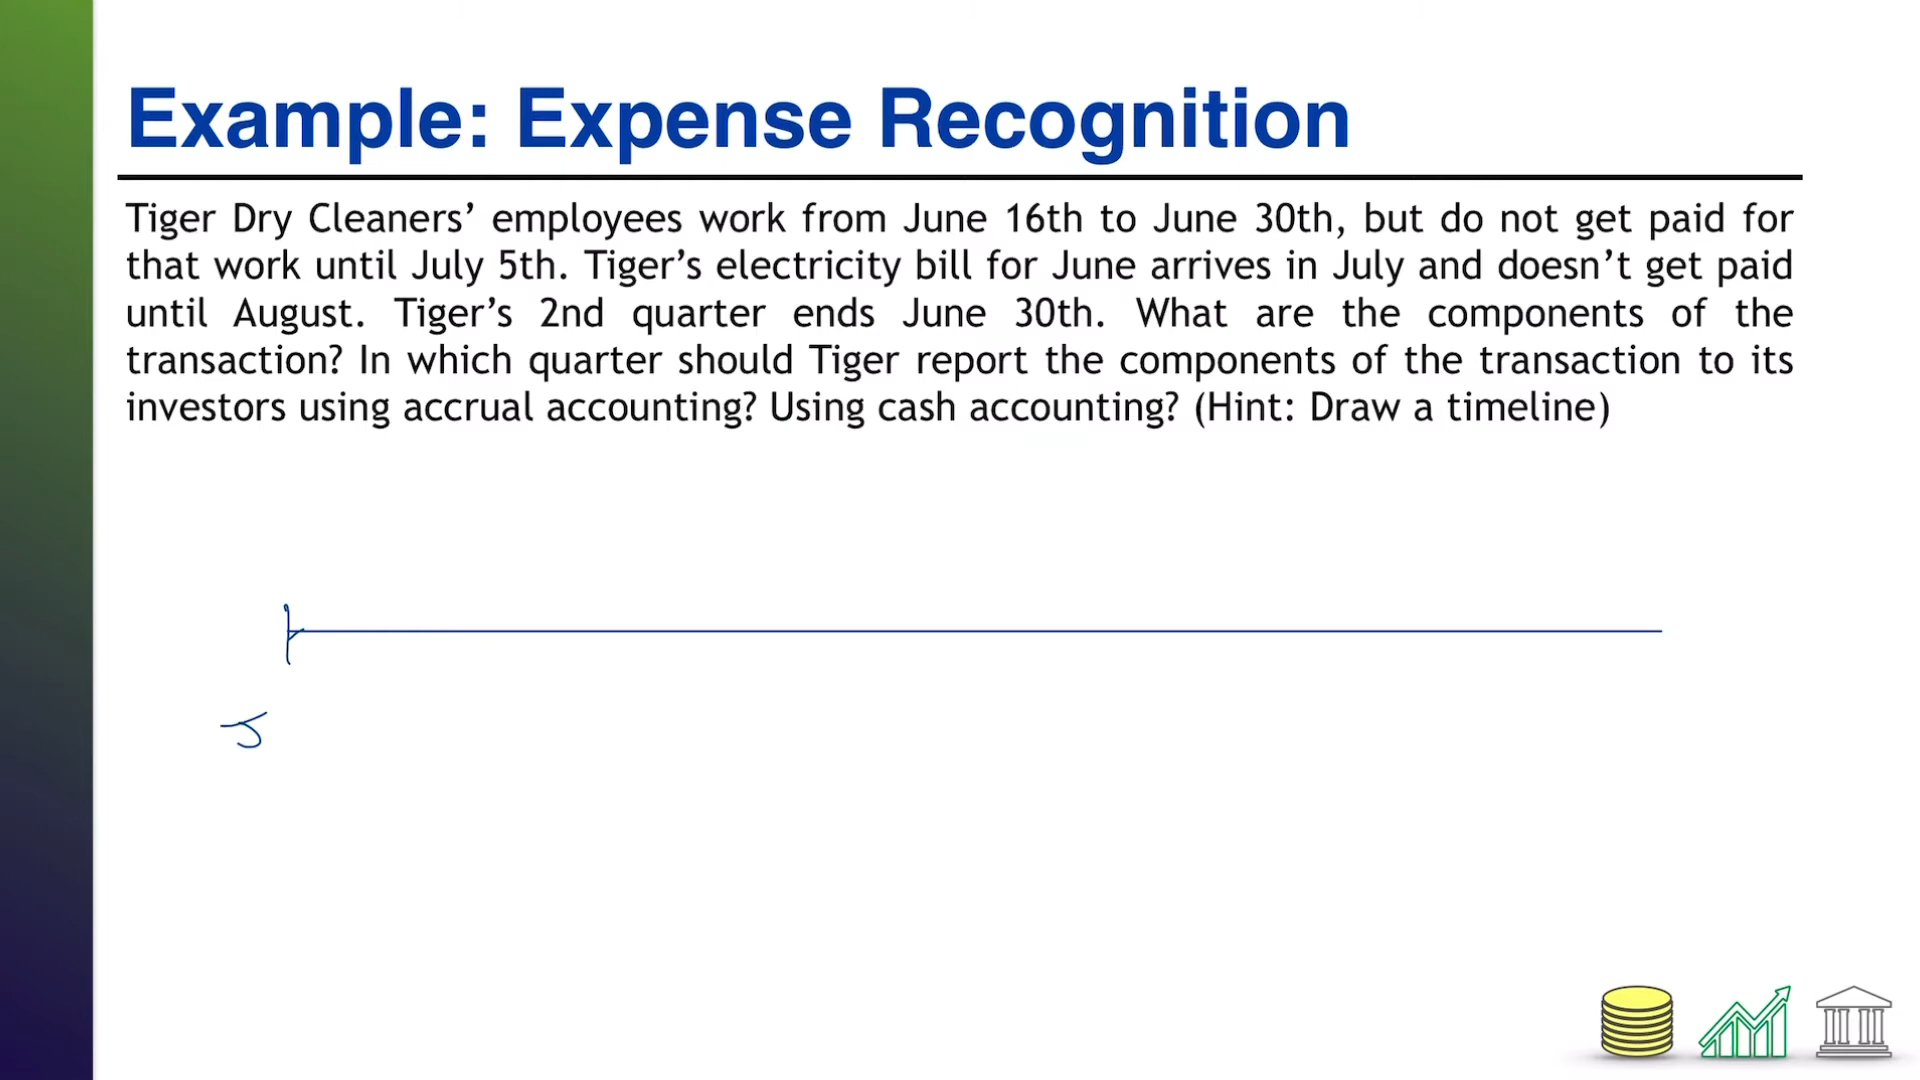 Example: Expense Recognition
Tiger Dry Cleaners’ employees work from June 16th to June 30th, but do not get paid for
that work until July 5th. Tiger’s electricity bill for June arrives in July and doesn’t get paid
until August. Tiger’s 2nd quarter ends June 30th. What are the components of the
transaction? In which quarter should Tiger report the components of the transaction to its
investors using accrual accounting? Using cash accounting? (Hint: Draw a timeline)
J